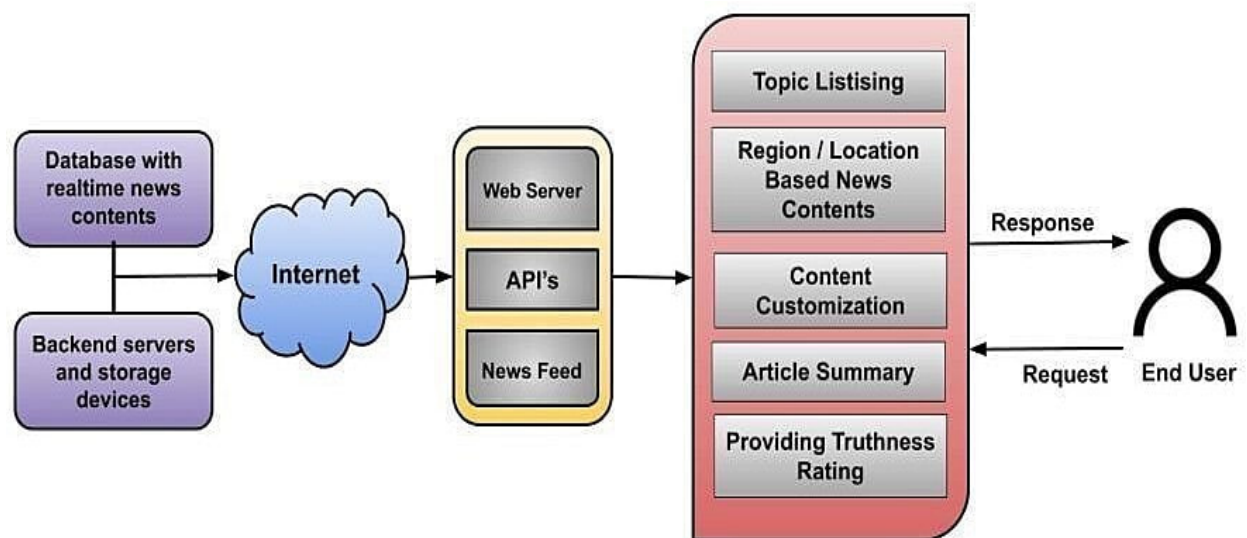 Database with
realtime news
contents
Backend servers
and storage
devices
Internet
Web Server
API's
News Feed
Topic Listising
Region / Location
Based News
Contents
Content
Customization
Article Summary
Providing Truthness
Rating
Response
Request
End User